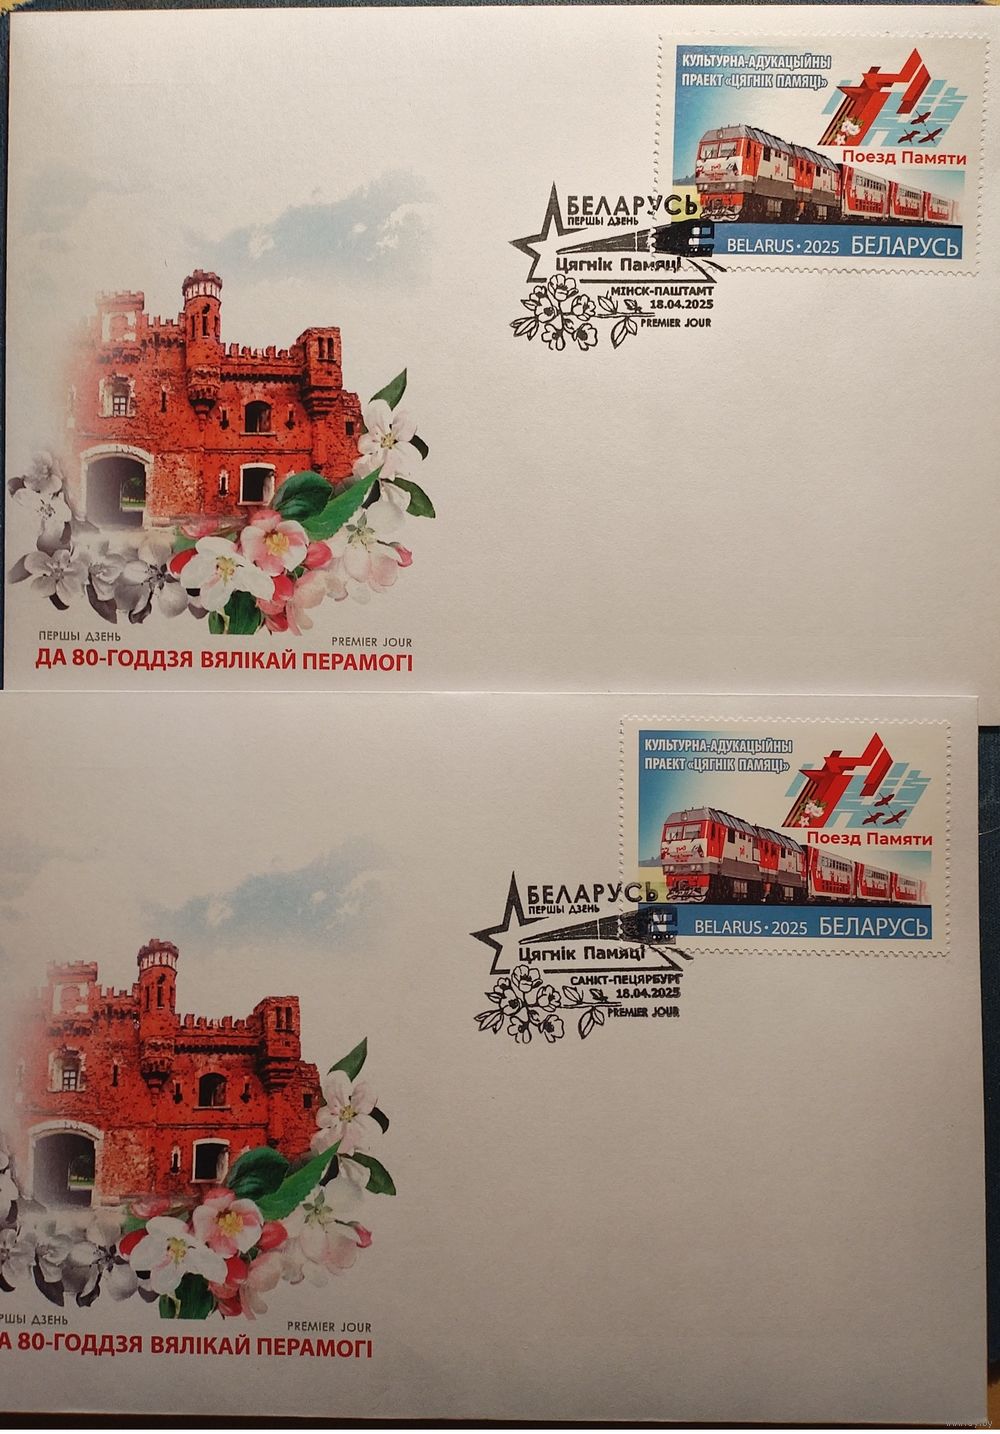 КУЛЬТУРНА-АДУКАЦЫЙНЫ
ПРАЕКТ «ЦЯГНІК ПАМЯЦІ»
Поезд Памяти
BELARUS • 2025 БЕЛАРУСЬ
БЕЛАРУСЬ
ПЕРШЫ ДЗЕНЬ
Цягнік Памяці
МІНСК-ПАШТАМТ
18.04.2025
PREMIER JOUR
ПЕРШЫ ДЗЕНЬ PREMIER JOUR
ДА 80-ГОДДЗЯ ВЯЛІКАЙ ПЕРАМОГІ
КУЛЬТУРНА-АДУКАЦЫЙНЫ
ПРАЕКТ «ЦЯГНІК ПАМЯЦІ»
Поезд Памяти
BELARUS • 2025 БЕЛАРУСЬ
БЕЛАРУСЬ
ПЕРШЫ ДЗЕНЬ
Цягнік Памяці
САНКТ-ПЕЦЯРБУРГ
18.04.2025
PREMIER JOUR
РШЫ ДЗЕНЬ PREMIER JOUR
А 80-ГОДДЗЯ ВЯЛІКАЙ ПЕРАМОГІ